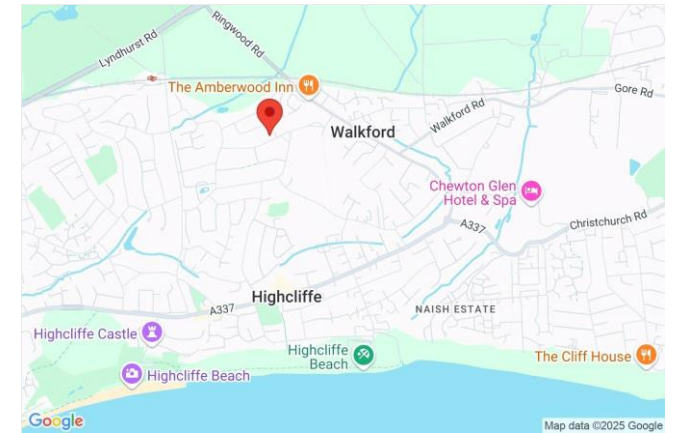 Lyndhurst Rd
Ringwood Rd
The Amberwood Inn
Gore Rd
Walkford
Walkford Rd
Chewton Glen
Hotel & Spa
Christchurch Rd
A337
Highcliffe
A337
NAISH ESTATE
Highcliffe Castle
Highcliffe
Beach
The Cliff House
Highcliffe Beach
Google
Map data ©2025 Google